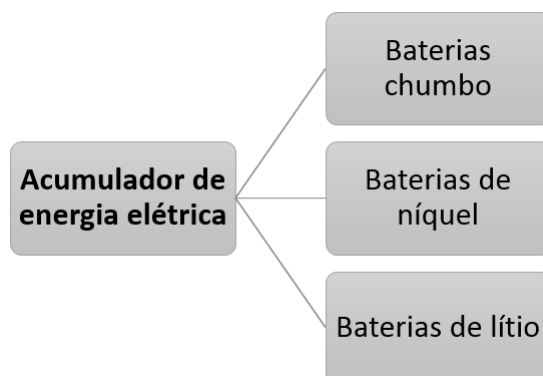 Acumulador de
energia elétrica
Baterias
chumbo
Baterias de
níquel
Baterias de lítio